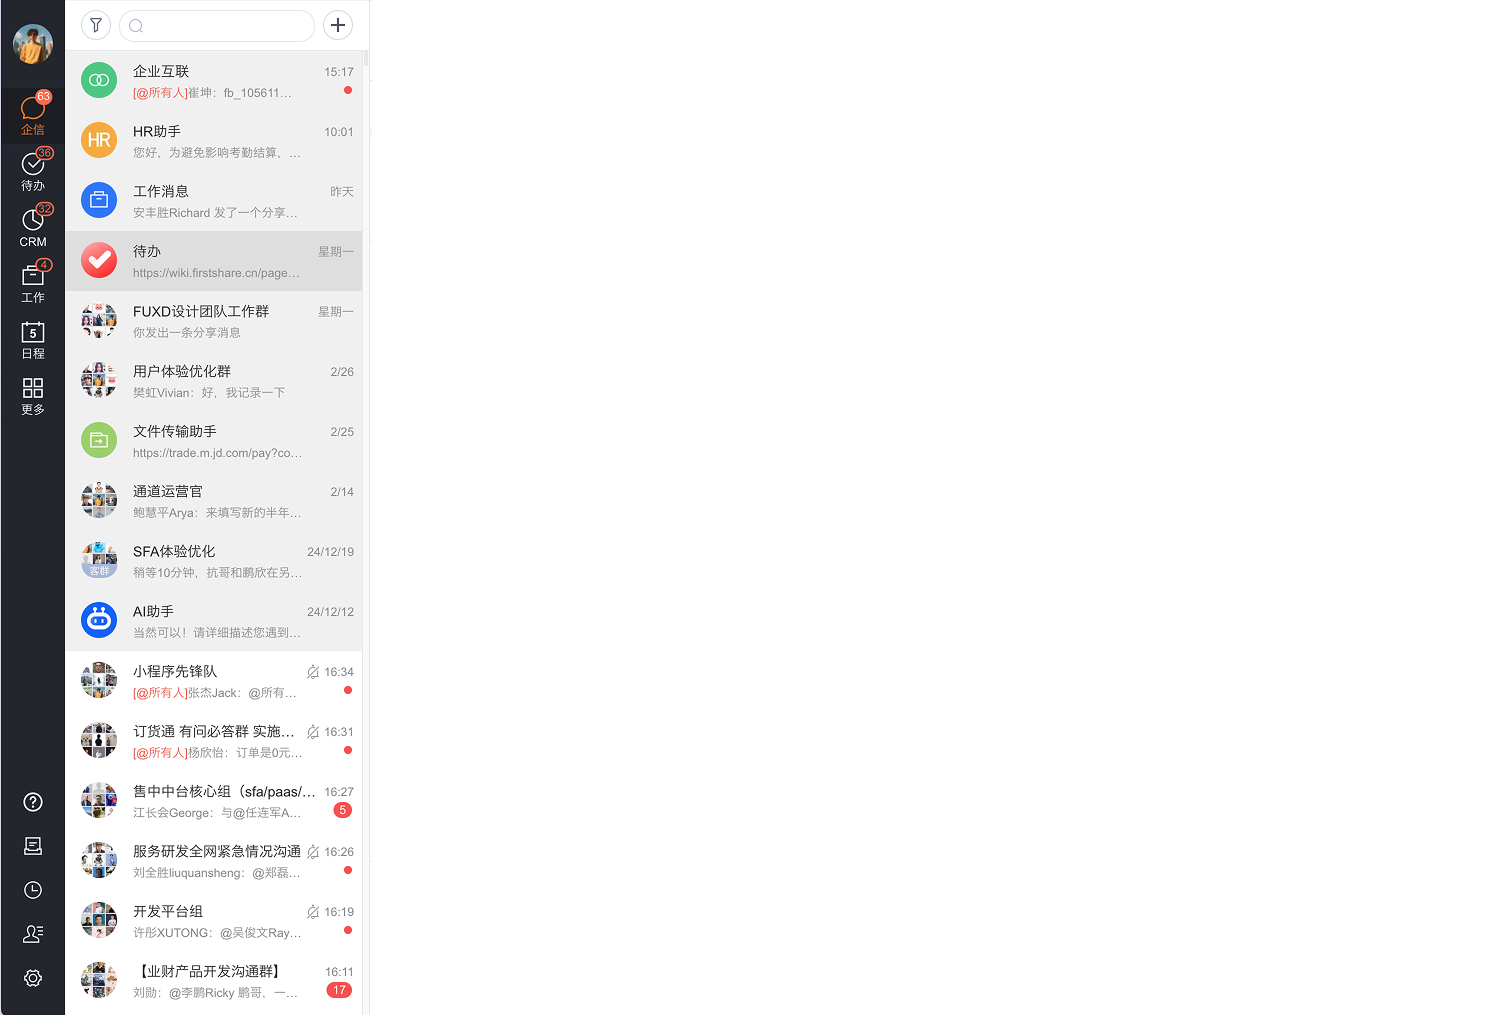 63
企信
36
待办
32
CRM
4
工作
5
日程
更多
企业互联 15:17
[@所有人]崔坤：fb_105611...
HR
HR助手 10:01
您好，为避免影响考勤结算，...
工作消息 昨天
安丰胜Richard 发了一个分享...
待办 星期一
https://wiki.firstshare.cn/page...
FUXD设计团队工作群 星期一
你发出一条分享消息
用户体验优化群 2/26
樊虹Vivian：好，我记录一下
文件传输助手 2/25
https://trade.m.jd.com/pay?co...
通道运营官 2/14
鲍慧平Arya：来填写新的半年...
SFA体验优化 24/12/19
客群
稍等10分钟，抗哥和鹏欣在另...
AI助手 24/12/12
当然可以！请详细描述您遇到...
小程序先锋队 16:34
[@所有人]张杰Jack：@所有...
订货通 有问必答群 实施... 16:31
[@所有人]杨欣怡：订单是0元...
售中中台核心组（sfa/paas/... 16:27
江长会George：与@任连军A... 5
服务研发全网紧急情况沟通 16:26
刘全胜liuquansheng：@郑磊...
开发平台组 16:19
许彤XUTONG：@吴俊文Ray...
【业财产品开发沟通群】 16:11
刘勋：@李鹏Ricky 鹏哥，一... 17